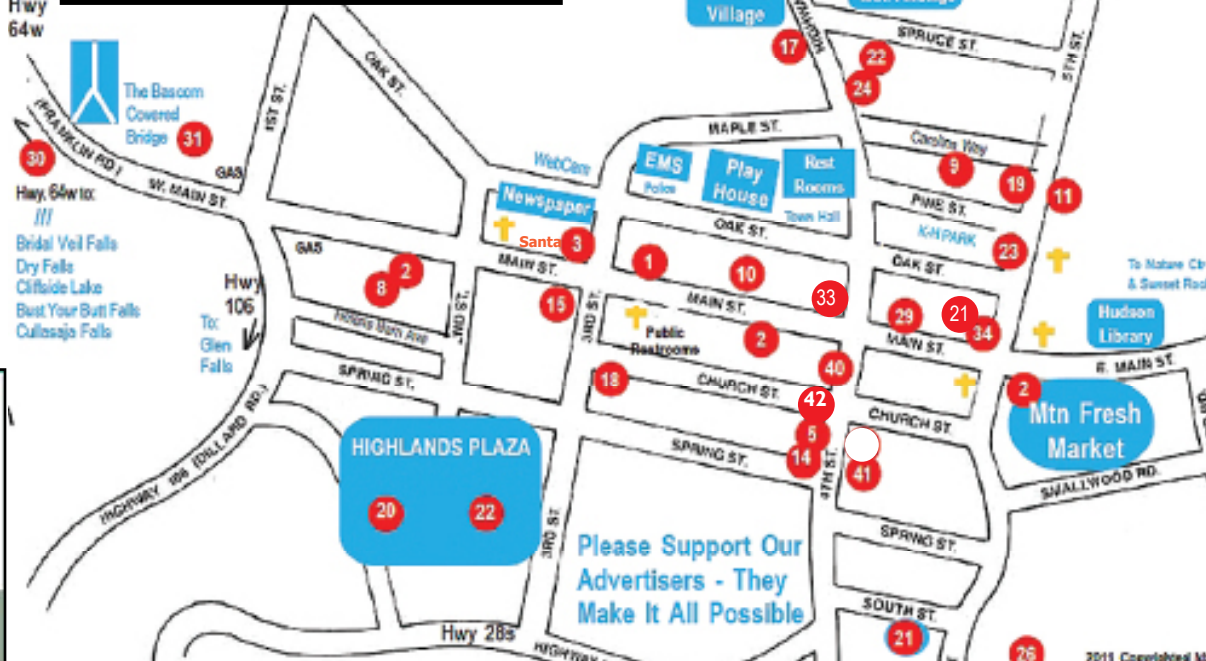 Hwy
64w
Village
HIGHWAY
17
SPRUCE ST.
5TH ST.
22
24
OAK ST.
1ST ST.
The Bascom
Covered
Bridge
31
(FRANKLIN RD.)
30
GAS
W. MAIN ST.
Hwy. 64w to:
///
Bridal Veil Falls
Dry Falls
Cliffside Lake
Bust Your Butt Falls
Cullasaja Falls
Hwy
106
To:
Glen
Falls
MAPLE ST.
WebCam
EMS
Police
Play
House
Rest
Rooms
Town Hall
Carolina Way
9
19
11
PINE ST.
K-H PARK
23
Newspaper
Santa
3
OAK ST.
OAK ST.
GAS
2
8
MAIN ST.
15
1
10
33
MAIN ST.
29
21
34
MAIN ST.
To Nature Ctr
Hudson
Library
2ND ST.
3RD ST.
Public
Restrooms
2
40
E. MAIN ST.
SPRING ST.
18
CHURCH ST.
42
CHURCH ST.
2
Mtn Fresh
Market
HIGHLANDS PLAZA
20
22
SPRING ST.
5
14
4TH ST.
41
SMALLWOOD RD.
HIGHWAY 106 (DILLARD RD.)
3RD ST.
SPRING ST.
Please Support Our
Advertisers - They
Make It All Possible
SOUTH ST.
21
Hwy 28s
HIGHWAY
26
2011 Copyrighted